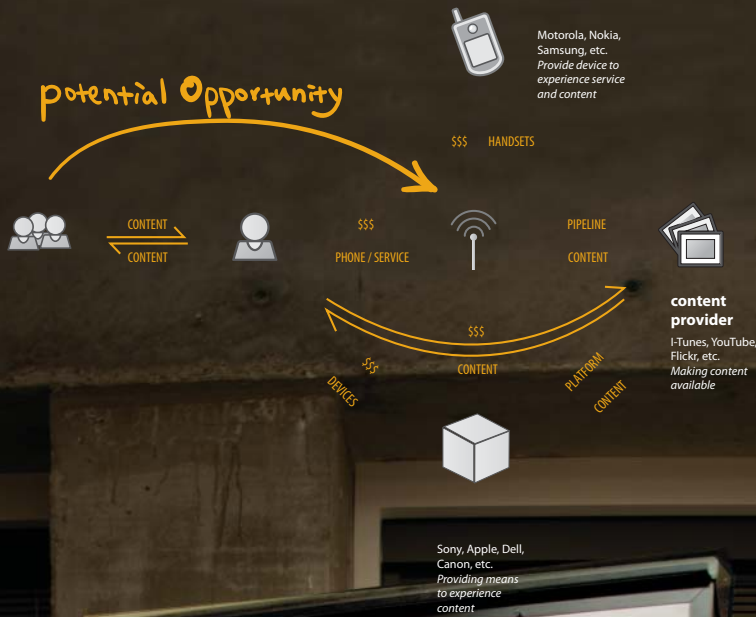 Motorola, Nokia,
Samsung, etc.
Provide device to
experience service
and content
potential Opportunity
$$$ HANDSETS
CONTENT
CONTENT
$$$
PHONE / SERVICE
PIPELINE
CONTENT
content
provider
I-Tunes, YouTube,
Flickr, etc.
Making content
available
$$$
CONTENT
$$$
DEVICES
PLATFORM
CONTENT
Sony, Apple, Dell,
Canon, etc.
Providing means
to experience
content